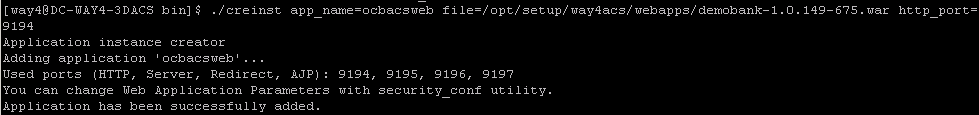 [way4@DC-WAY4-3DACS bin]$ ./creinst app_name=ocbacsweb file=/opt/setup/way4acs/webapps/demobank-1.0.149-675.war http_port=
9194
Application instance creator
Adding application 'ocbacsweb'...
Used ports (HTTP, Server, Redirect, AJP): 9194, 9195, 9196, 9197
You can change Web Application Parameters with security_conf utility.
Application has been successfully added.